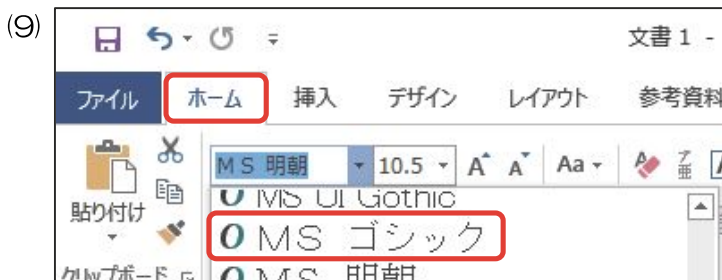 (9)
文書 1 -
ファイル ホーム 挿入 デザイン レイアウト 参考資料
MS 明朝 10.5 A A Aa ア亜 A
貼り付け
MS UI Gothic
MS ゴシック
クリップボード
MS 明朝